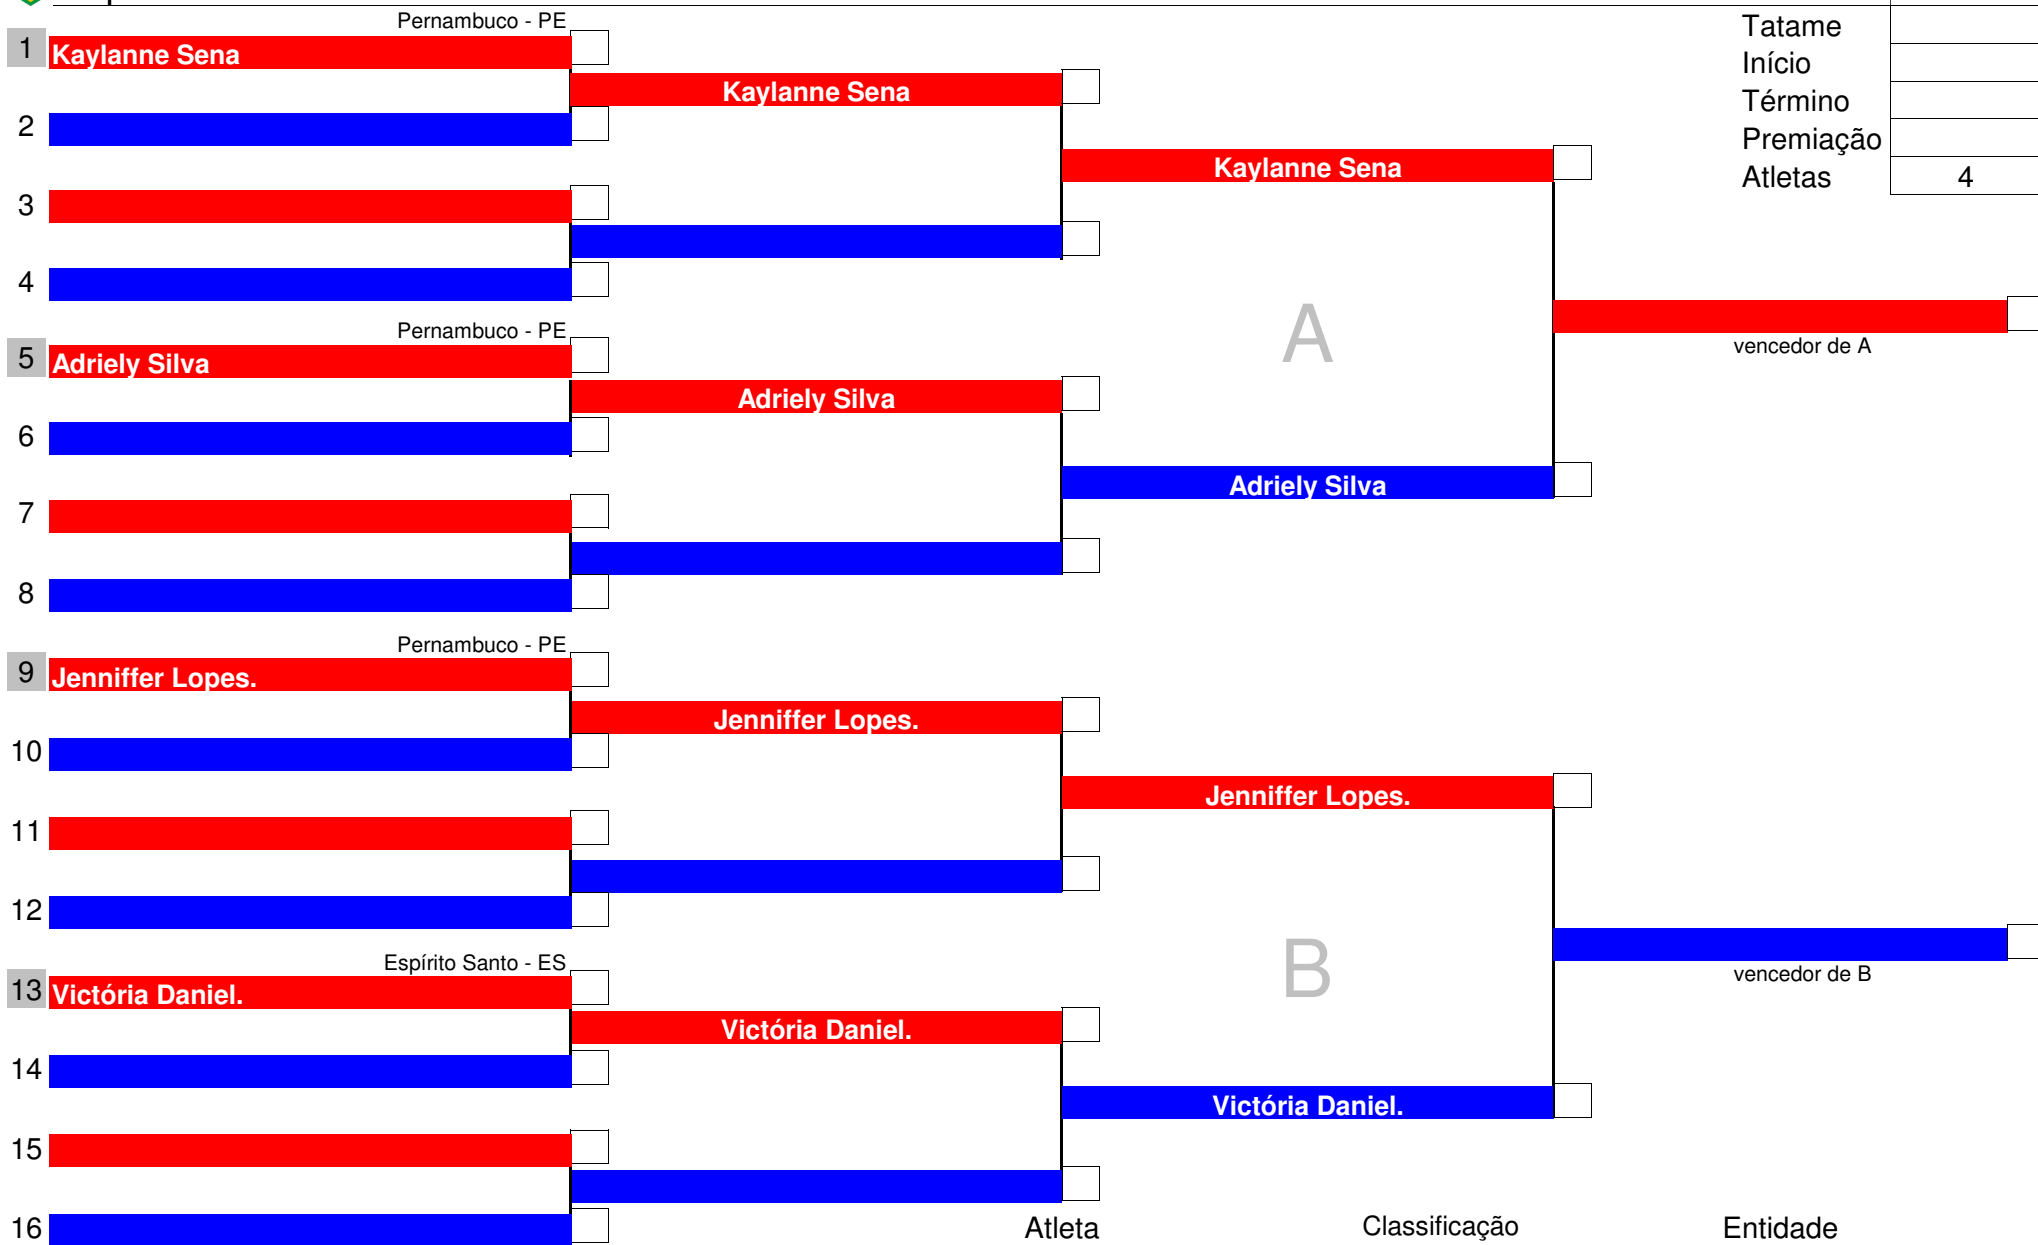 Pernambuco - PE
Tatame
1 Kaylanne Sena
Kaylanne Sena
Início
Término
2
Premiação
Kaylanne Sena
Atletas 4
3
4
Pernambuco - PE
A
vencedor de A
5 Adriely Silva
Adriely Silva
6
Adriely Silva
7
8
Pernambuco - PE
9 Jenniffer Lopes.
Jenniffer Lopes.
10
Jenniffer Lopes.
11
12
Espírito Santo - ES
B
vencedor de B
13 Victória Daniel.
Victória Daniel.
14
Victória Daniel.
15
16
Atleta Classificação Entidade